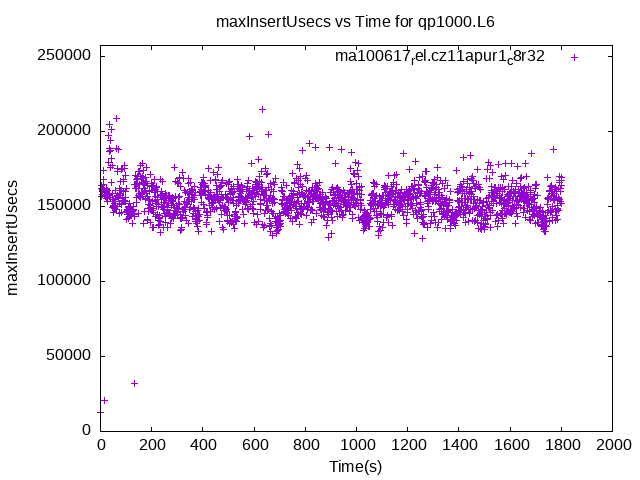 maxInsertUsecs vs Time for qp1000.L6
ma100617rel.cz11apur1c8r32
maxInsertUsecs
250000
200000
150000
100000
50000
0
0 200 400 600 800 1000 1200 1400 1600 1800 2000
Time(s)